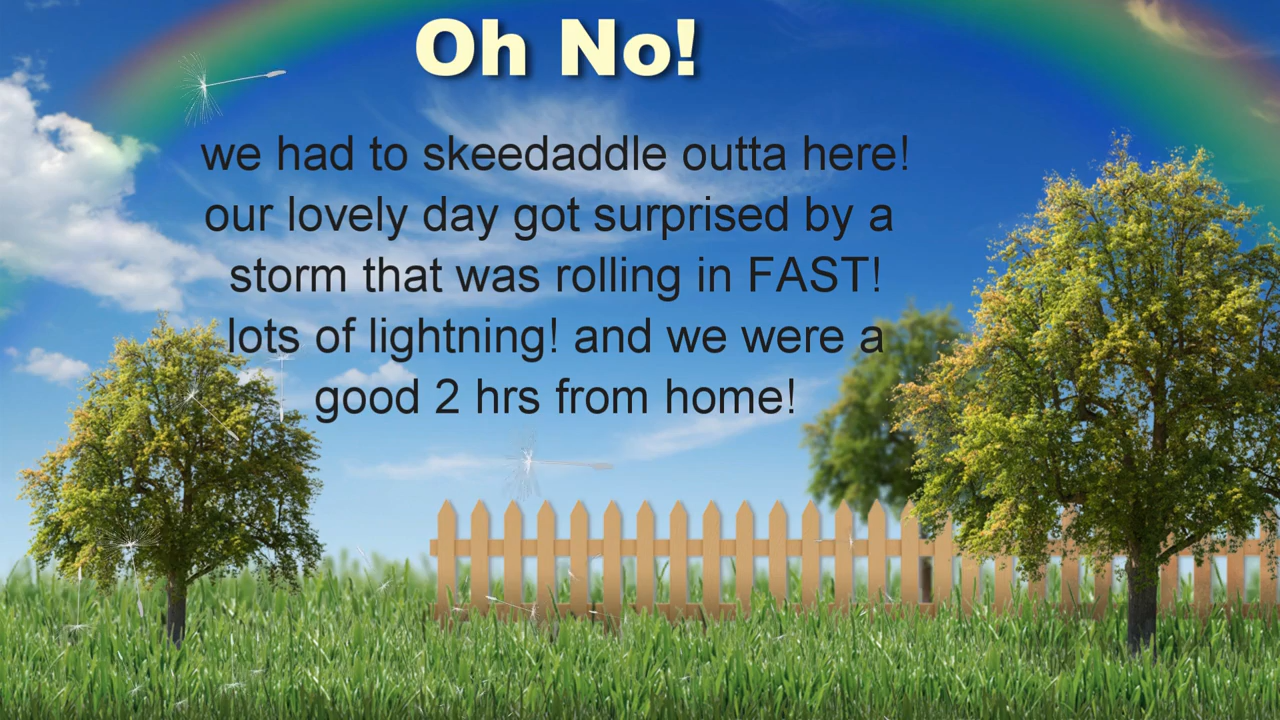 Oh No!
we had to skeedaddle outta here!
our lovely day got surprised by a
storm that was rolling in FAST!
lots of lightning! and we were a
good 2 hrs from home!